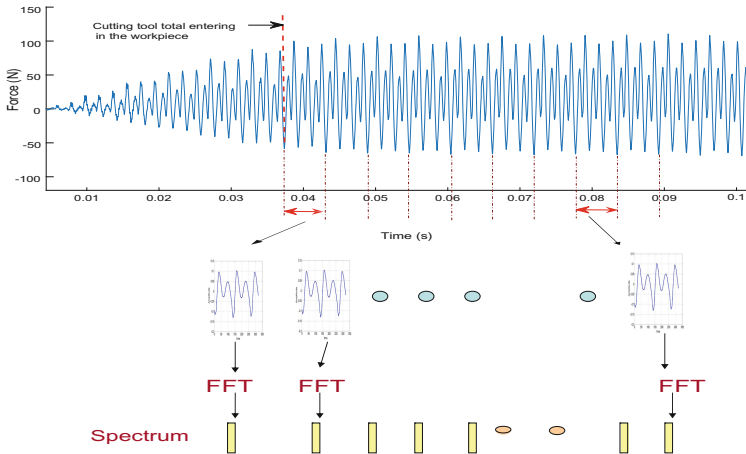 150
Cutting tool total entering
in the workpiece
100
50
0
-50
-100
Force (N)
0.01 0.02 0.03 0.04 0.05 0.06 0.07 0.08 0.09 0.1
Time (s)
FFT FFT FFT
Spectrum